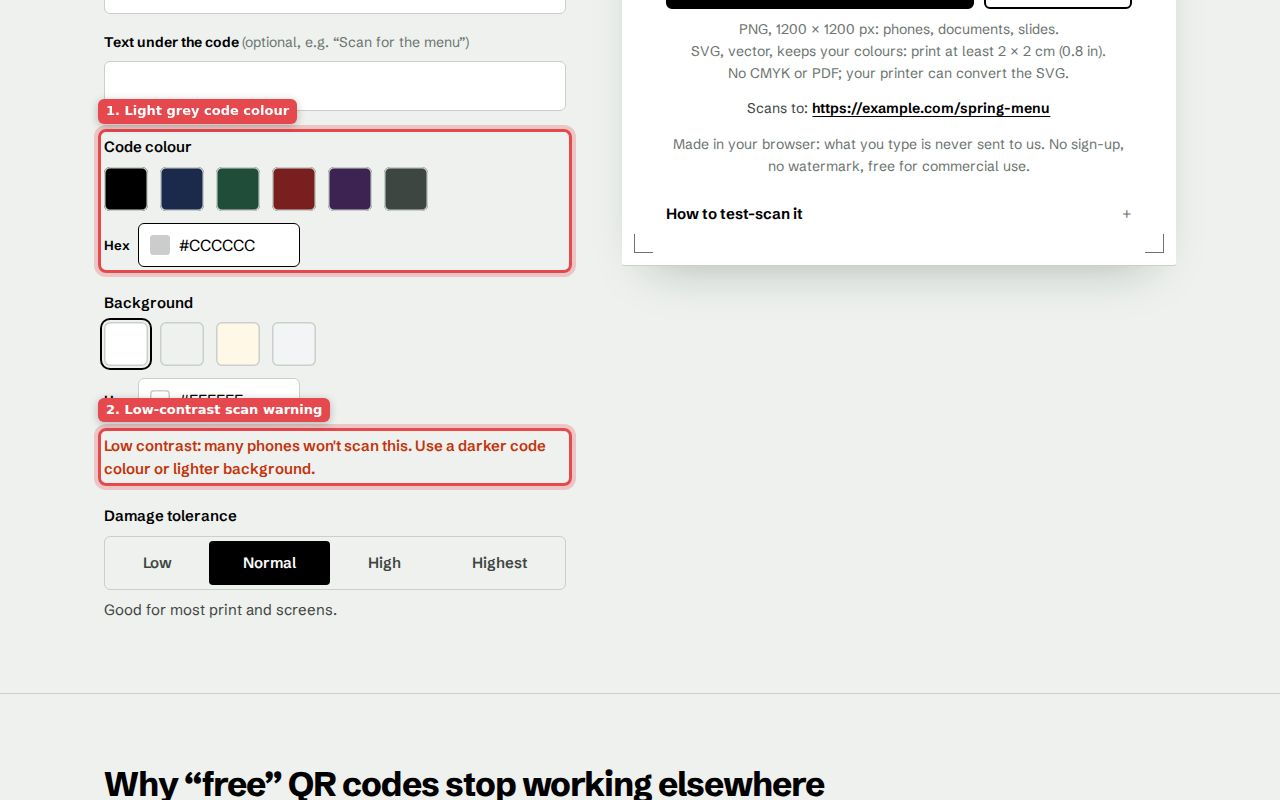 Text under the code (optional, e.g. “Scan for the menu”)
1. Light grey code colour
Code colour
Hex #CCCCCC
Background
#FFFFFF
2. Low-contrast scan warning
Low contrast: many phones won't scan this. Use a darker code
colour or lighter background.
Damage tolerance
Low Normal High Highest
Good for most print and screens.
PNG, 1200 × 1200 px: phones, documents, slides.
SVG, vector, keeps your colours: print at least 2 × 2 cm (0.8 in).
No CMYK or PDF; your printer can convert the SVG.
Scans to: https://example.com/spring-menu
Made in your browser: what you type is never sent to us. No sign-up,
no watermark, free for commercial use.
How to test-scan it +
Why “free” QR codes stop working elsewhere